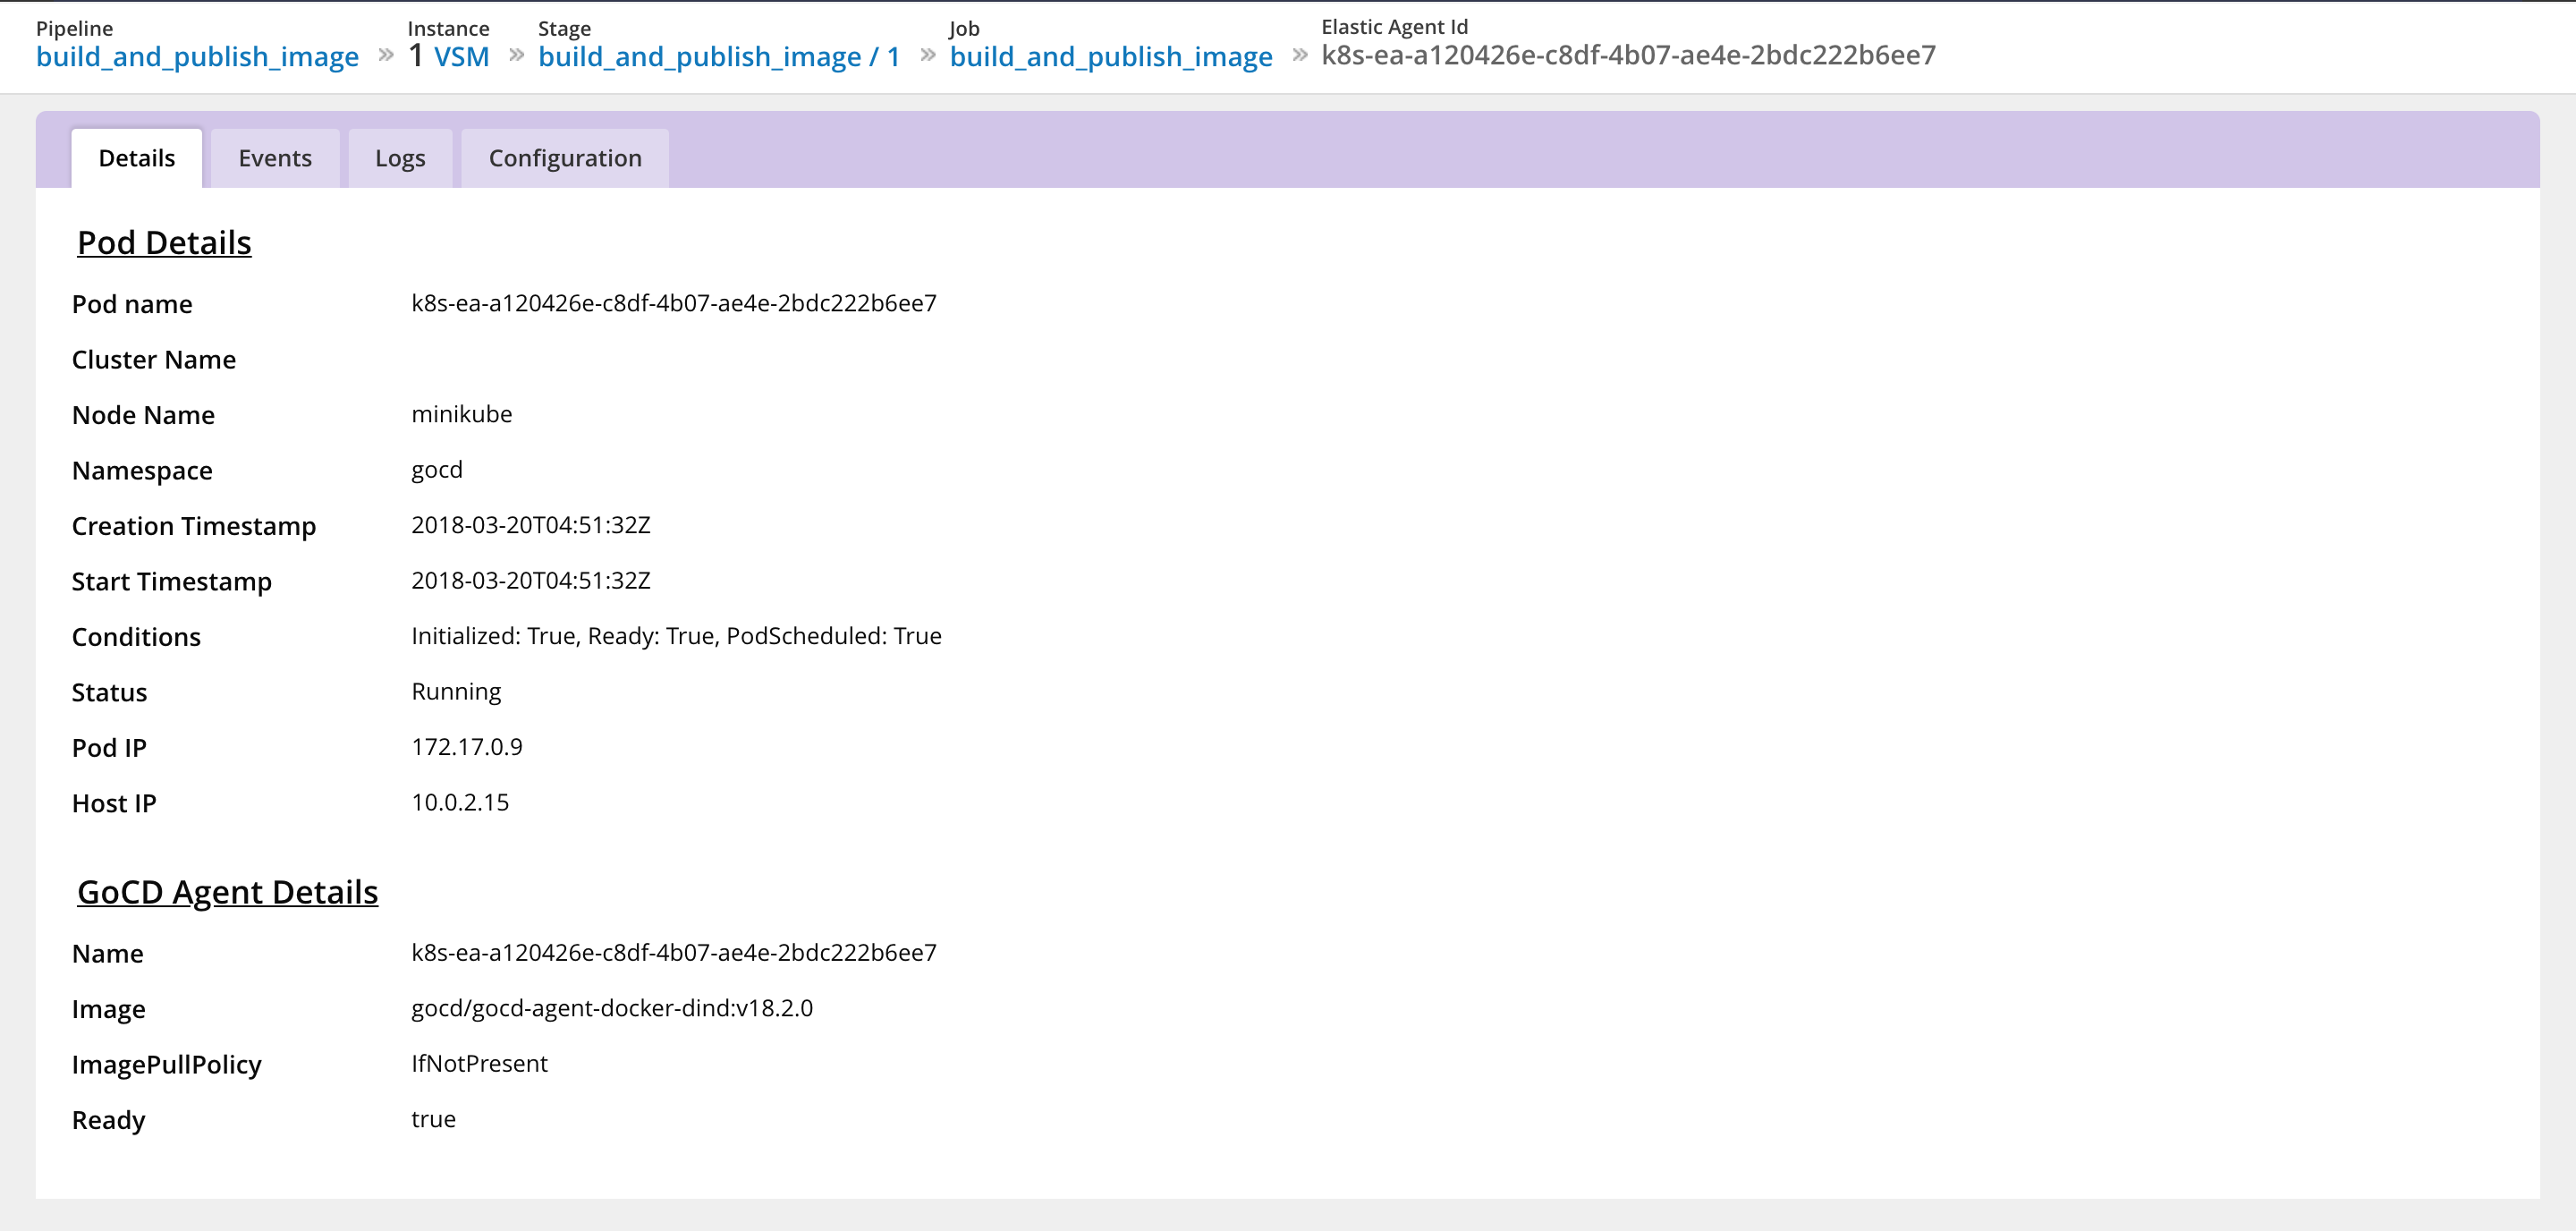 Pipeline Instance Stage Job Elastic Agent Id
build_and_publish_image » 1 VSM » build_and_publish_image / 1 » build_and_publish_image » k8s-ea-a120426e-c8df-4b07-ae4e-2bdc222b6ee7
Details Events Logs Configuration
Pod Details
Pod name k8s-ea-a120426e-c8df-4b07-ae4e-2bdc222b6ee7
Cluster Name
Node Name minikube
Namespace gocd
Creation Timestamp 2018-03-20T04:51:32Z
Start Timestamp 2018-03-20T04:51:32Z
Conditions Initialized: True, Ready: True, PodScheduled: True
Status Running
Pod IP 172.17.0.9
Host IP 10.0.2.15
GoCD Agent Details
Name k8s-ea-a120426e-c8df-4b07-ae4e-2bdc222b6ee7
Image gocd/gocd-agent-docker-dind:v18.2.0
ImagePullPolicy IfNotPresent
Ready true